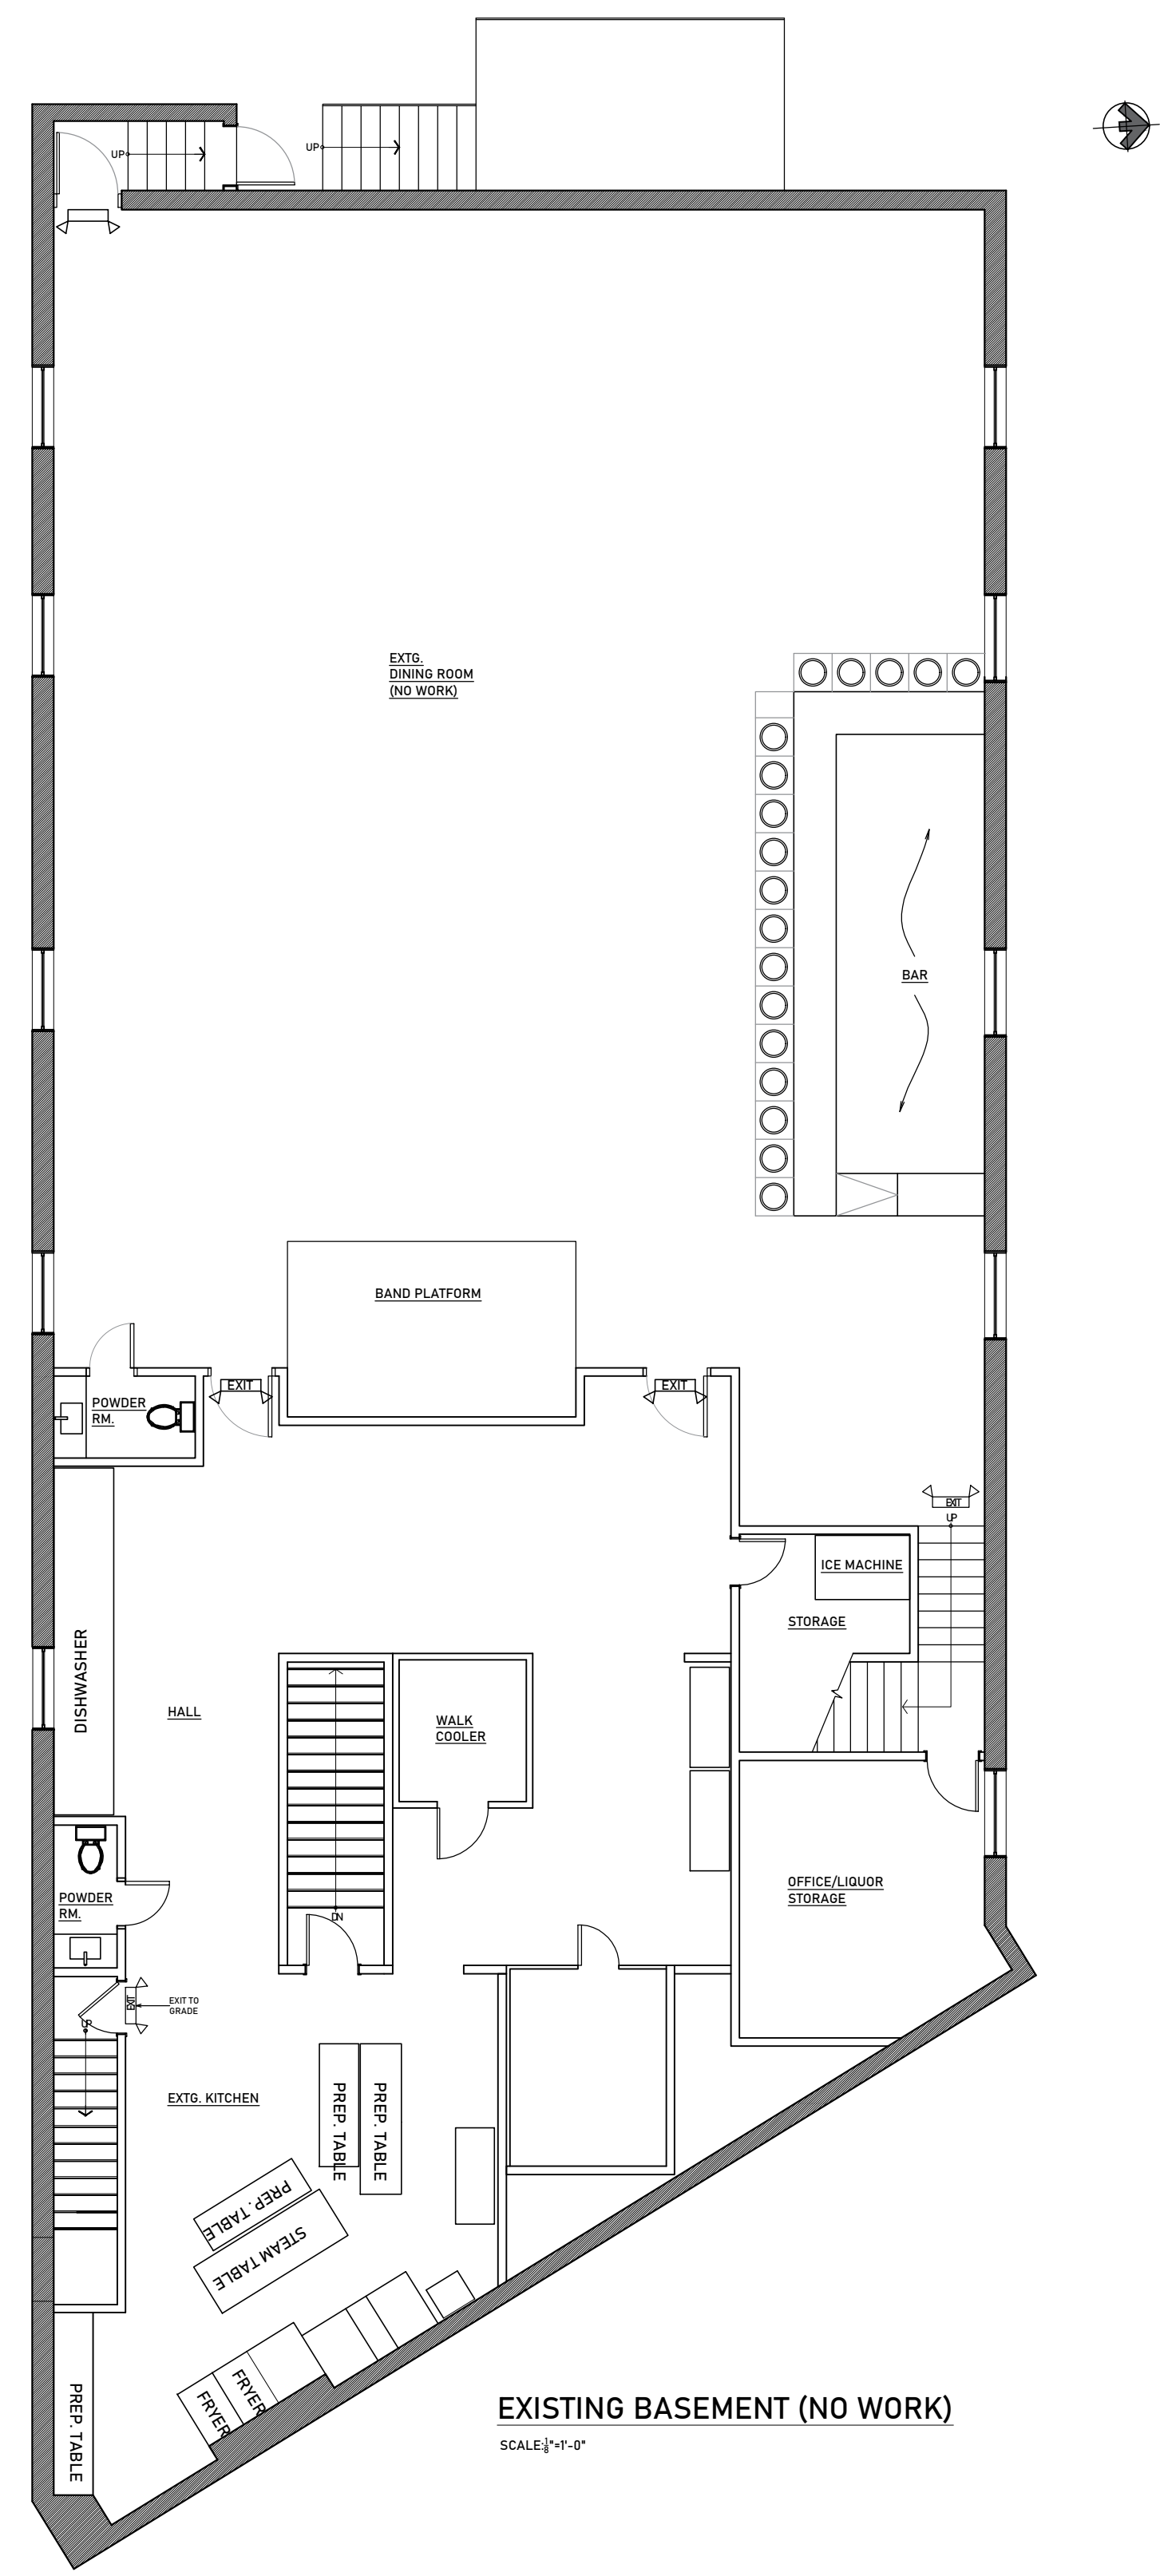 UP
UP
EXTG.
DINING ROOM
(NO WORK)
BAR
BAND PLATFORM
EXIT
EXIT
POWDER
RM.
EXIT
UP
ICE MACHINE
STORAGE
DISHWASHER
HALL
WALK
COOLER
OFFICE/LIQUOR
STORAGE
POWDER
RM.
DN
EXIT
EXIT TO
GRADE
UP
EXTG. KITCHEN
PREP. TABLE
PREP. TABLE
PREP. TABLE
STEAM TABLE
FRYER
FRYER
PREP. TABLE
EXISTING BASEMENT (NO WORK)
SCALE:1/8"=1'-0"